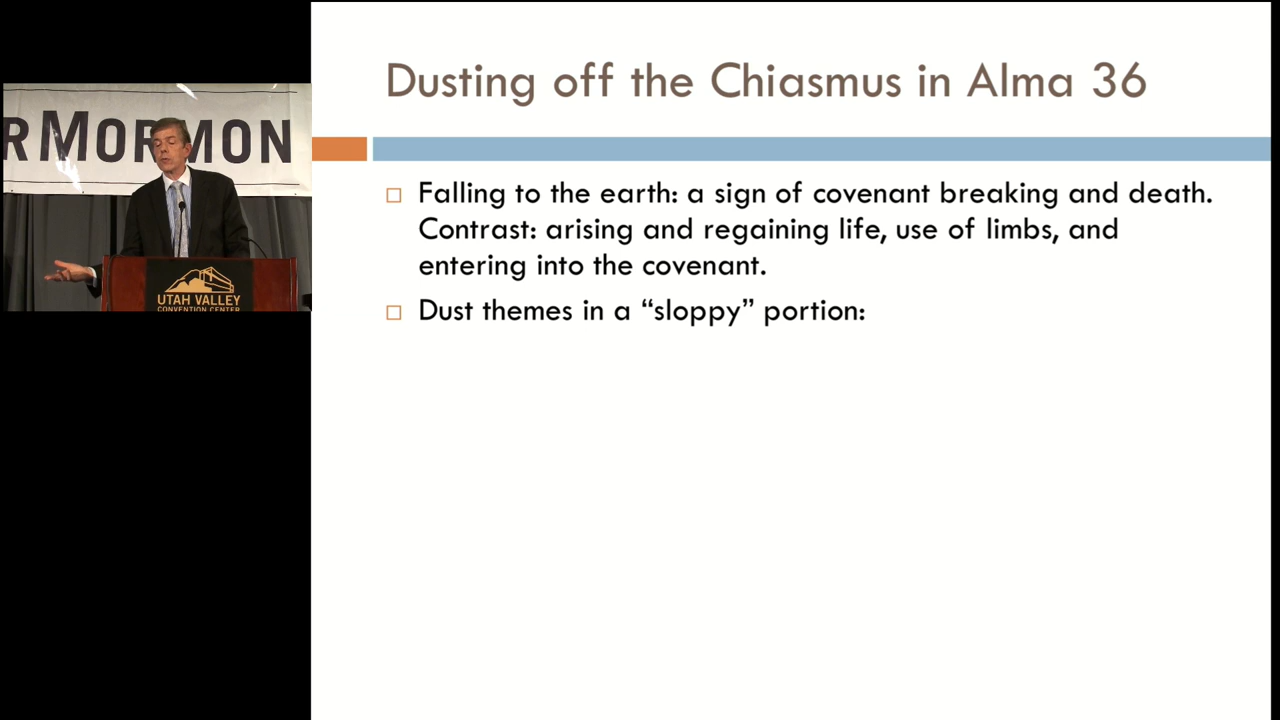 Dusting off the Chiasmus in Alma 36
RMORMON
UTAH VALLEY
CONVENTION CENTER
□ Falling to the earth: a sign of covenant breaking and death.
Contrast: arising and regaining life, use of limbs, and
entering into the covenant.
□ Dust themes in a “sloppy” portion: